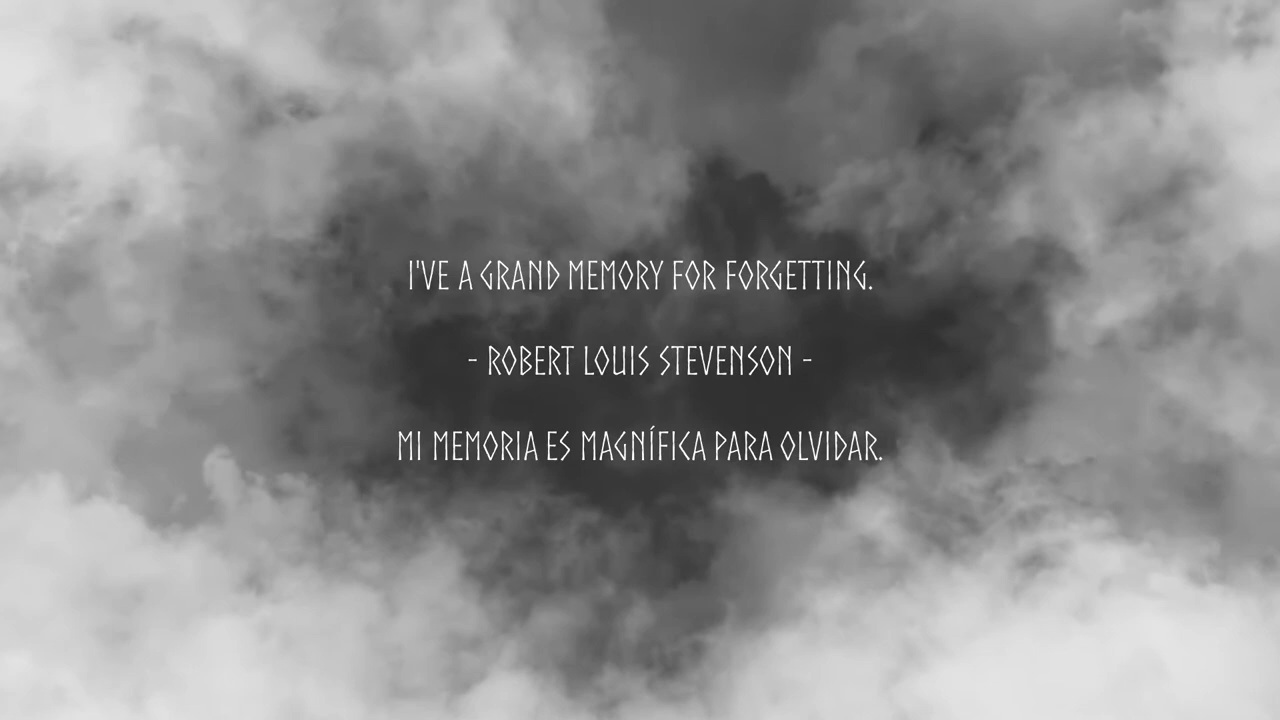 I'VE A GRAND MEMORY FOR FORGETTING.
- ROBERT LOUIS STEVENSON -
MI MEMORIA ES MAGNÍFICA PARA OLVIDAR.